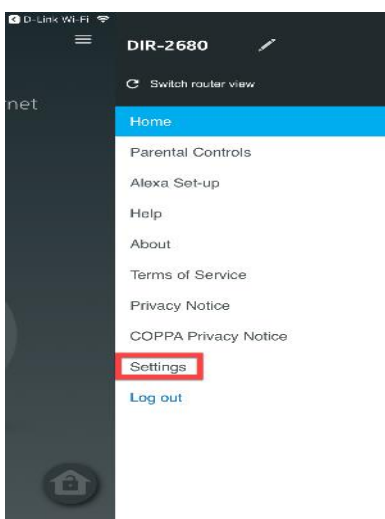 D-Link Wi-Fi
DIR-2680
Switch router view
net
Home
Parental Controls
Alexa Set-up
Help
About
Terms of Service
Privacy Notice
COPPA Privacy Notice
Settings
Log out